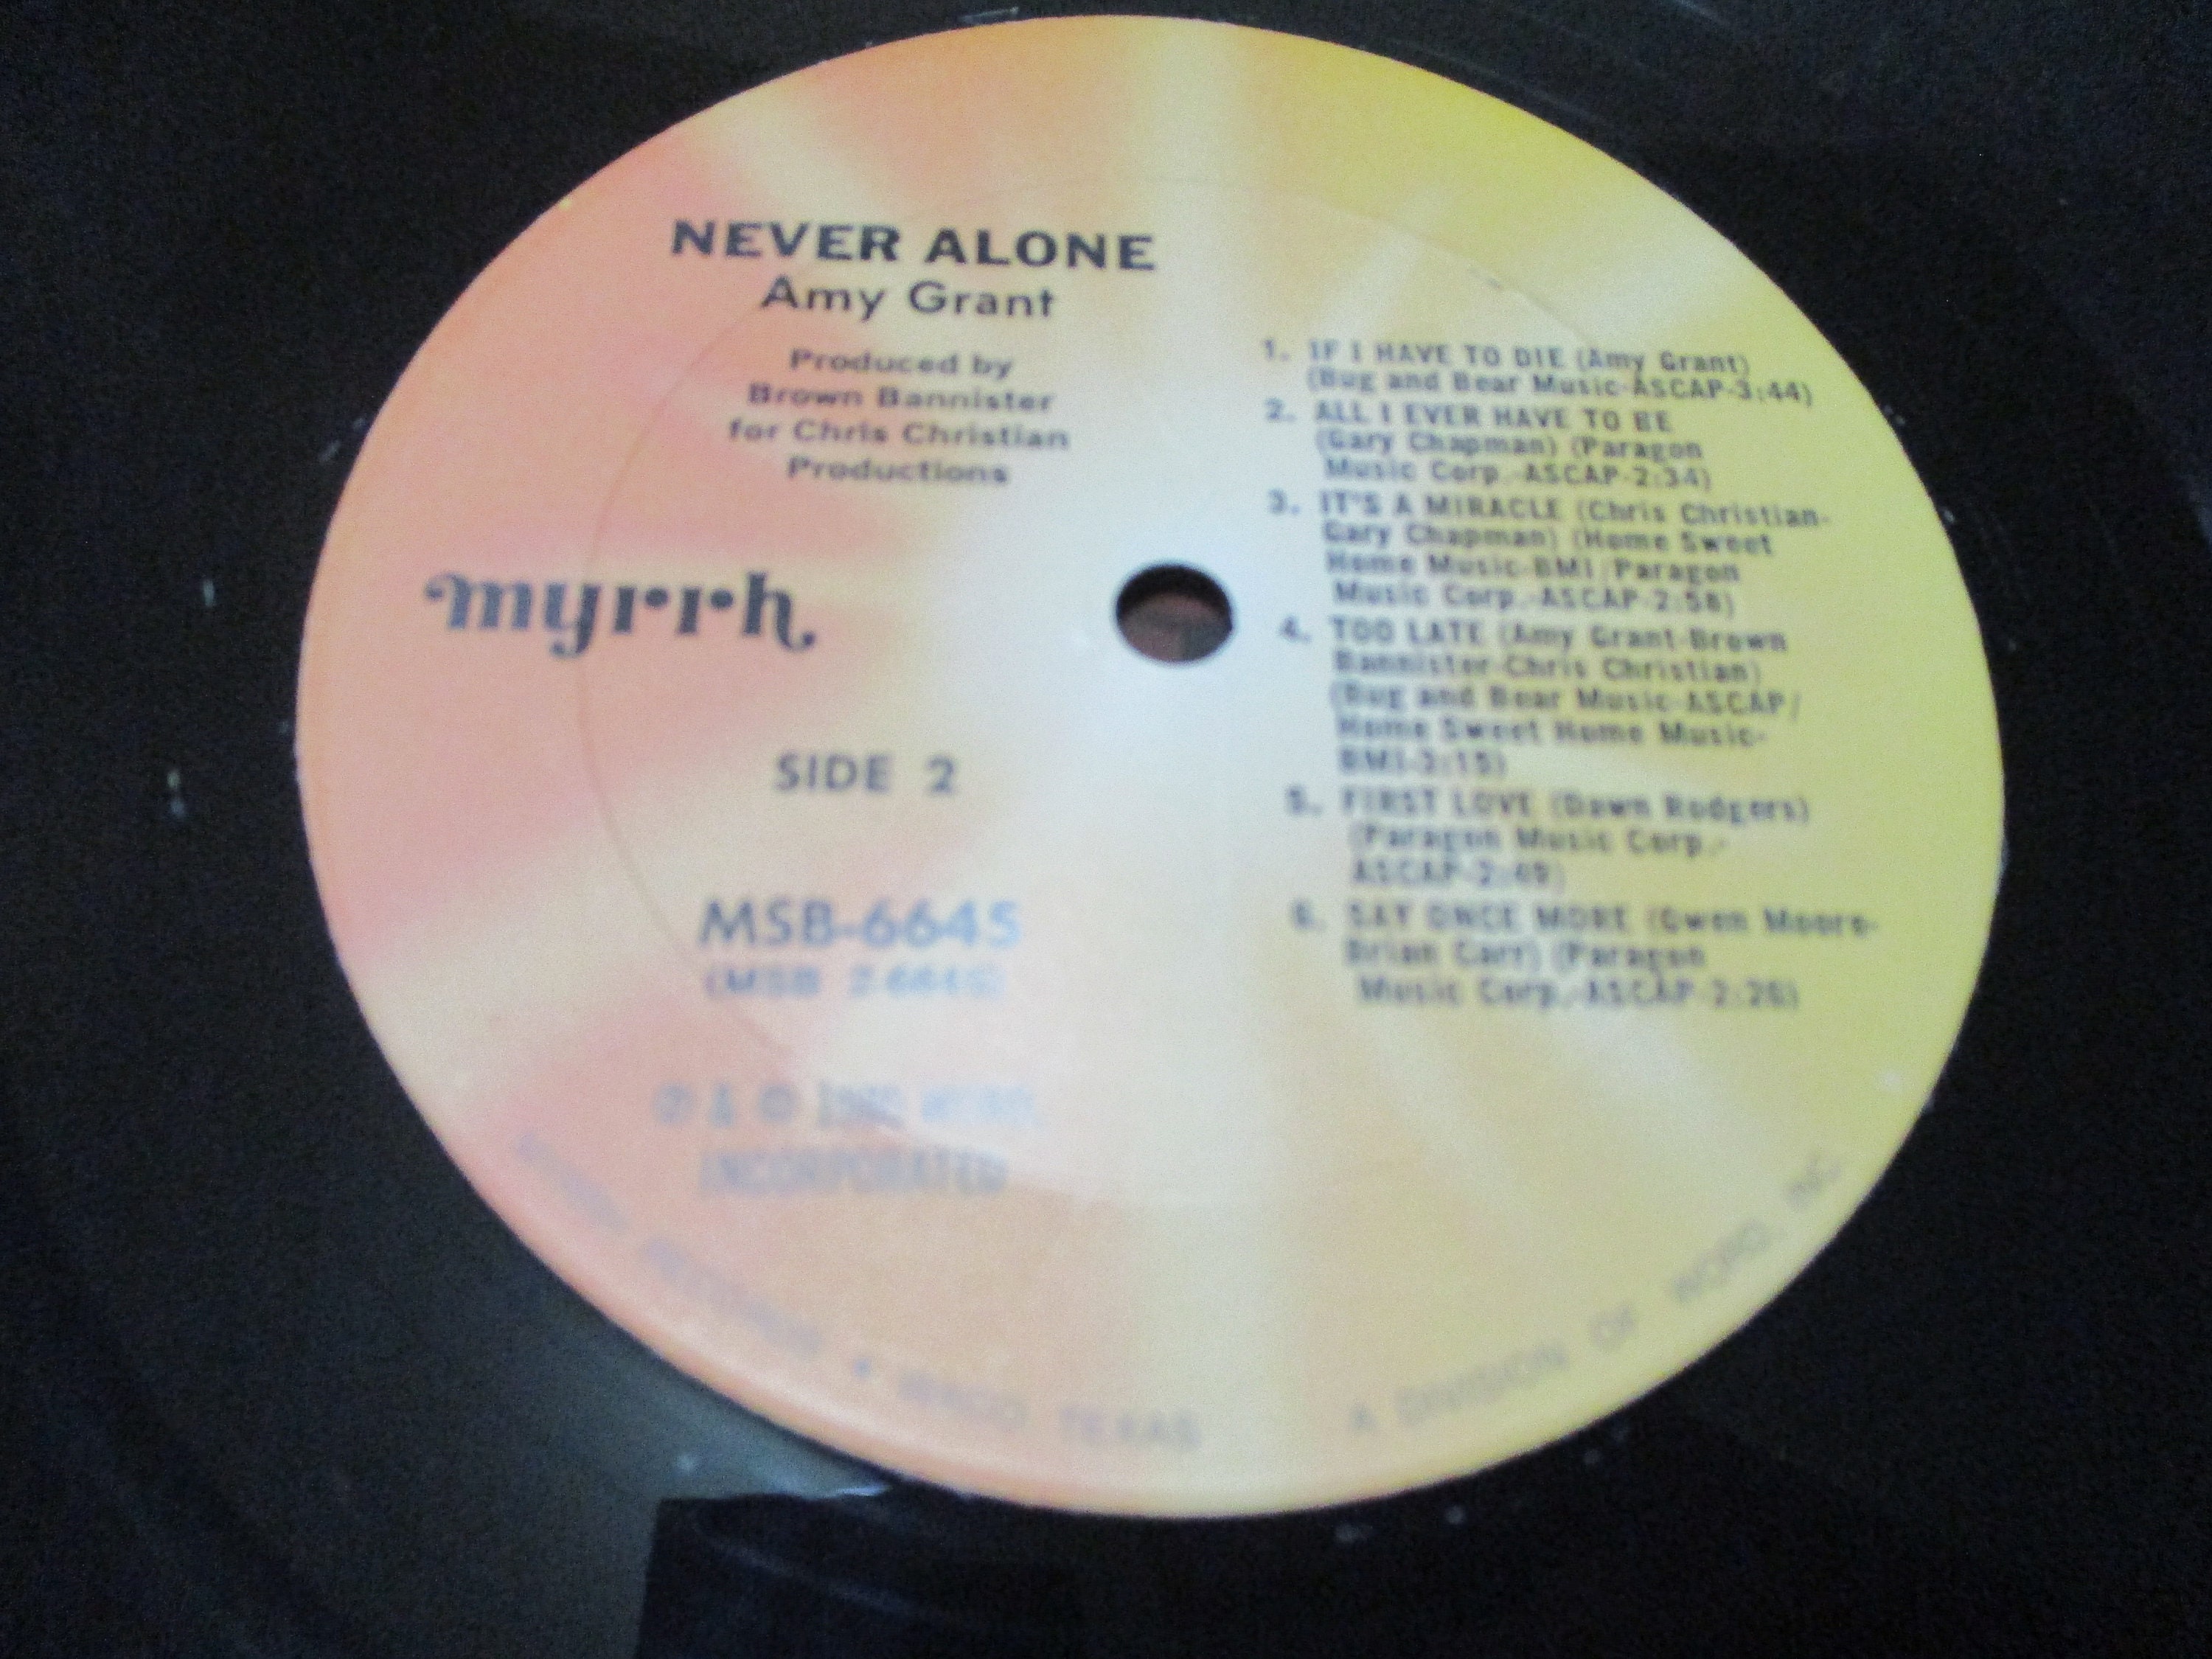 NEVER ALONE
Amy Grant
Produced by
Brown Bannister
for Chris Christian
Productions
myrrh
SIDE 2
MSB-6645
(MSB 2-6645)
℗ & © 1980 WORD,
INCORPORATED
1. IF I HAVE TO DIE (Amy Grant)
(Bug and Bear Music-ASCAP-3:44)
2. ALL I EVER HAVE TO BE
(Gary Chapman) (Paragon
Music Corp.-ASCAP-2:34)
3. IT'S A MIRACLE (Chris Christian-
Gary Chapman) (Home Sweet
Home Music-BMI/Paragon
Music Corp.-ASCAP-2:58)
4. TOO LATE (Amy Grant-Brown
Bannister-Chris Christian)
(Bug and Bear Music-ASCAP/
Home Sweet Home Music-
BMI-3:15)
5. FIRST LOVE (Dawn Rodgers)
(Paragon Music Corp.-
ASCAP-2:49)
6. SAY ONCE MORE (Gwen Moore-
Brian Carr) (Paragon
Music Corp.-ASCAP-2:26)
RECORDS • WACO TEXAS A DIVISION OF WORD, INC.